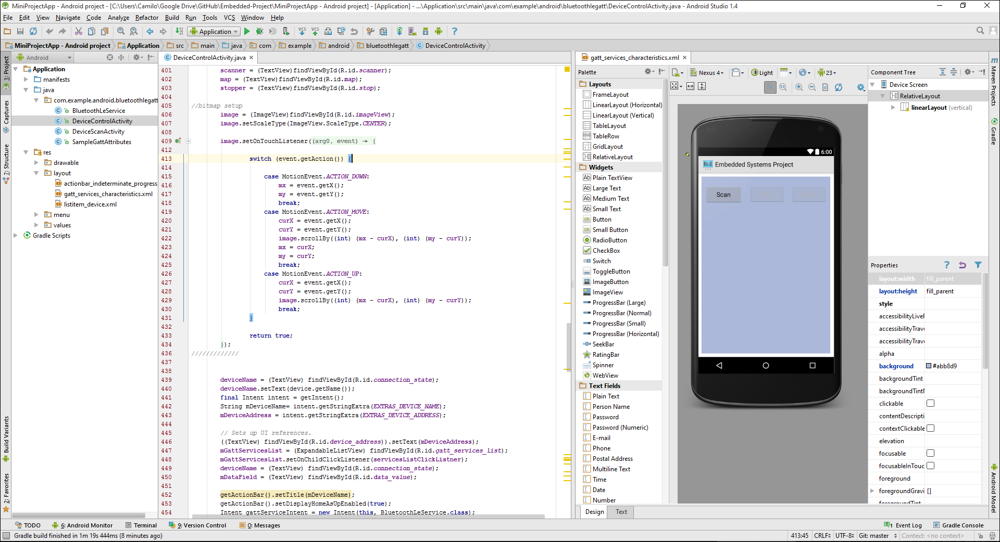 MiniProjectApp - Android project - [C:\Users\Camilo\Google Drive\GitHub\Embedded-Project\MiniProjectApp - Android project] - [Application] - ...\Application\src\main\java\com\example\android\bluetoothlegatt\DeviceControlActivity.java - Android Studio 1.4
File Edit View Navigate Code Analyze Refactor Build Run Tools VCS Window Help
Application
MiniProjectApp - Android project Application src main java com example android bluetoothlegatt DeviceControlActivity
1: Project
Captures
7: Structure
Build Variants
2: Favorites
Android
Application
manifests
java
com.example.android.bluetoothlegatt
BluetoothLeService
DeviceControlActivity
DeviceScanActivity
SampleGattAttributes
res
drawable
layout
actionbar_indeterminate_progress
gatt_services_characteristics.xml
listitem_device.xml
menu
values
Gradle Scripts
DeviceControlActivity.java
401 scanner = (TextView)findViewById(R.id.scanner);
402 map = (TextView)findViewById(R.id.map);
403 stopper = (TextView)findViewById(R.id.stop);
404
405 //bitmap setup
406 image = (ImageView)findViewById(R.id.imageView);
407 image.setScaleType(ImageView.ScaleType.CENTER);
408
409 image.setOnTouchListener((arg0, event) → {
412
413 switch (event.getAction()) {
414
415 case MotionEvent.ACTION_DOWN:
416 mx = event.getX();
417 my = event.getY();
418 break;
419 case MotionEvent.ACTION_MOVE:
420 curX = event.getX();
421 curY = event.getY();
422 image.scrollBy((int) (mx - curX), (int) (my - curY));
423 mx = curX;
424 my = curY;
425 break;
426 case MotionEvent.ACTION_UP:
427 curX = event.getX();
428 curY = event.getY();
429 image.scrollBy((int) (mx - curX), (int) (my - curY));
430 break;
431 }
432
433 return true;
434 });
436 /////////////
437
438
439 deviceName = (TextView) findViewById(R.id.connection_state);
440 deviceName.setText(device.getName());
441 final Intent intent = getIntent();
442 String mDeviceName= intent.getStringExtra(EXTRAS_DEVICE_NAME);
443 mDeviceAddress = intent.getStringExtra(EXTRAS_DEVICE_ADDRESS);
444
445 // Sets up UI references.
446 ((TextView) findViewById(R.id.device_address)).setText(mDeviceAddress);
447 mGattServicesList = (ExpandableListView) findViewById(R.id.gatt_services_list);
448 mGattServicesList.setOnChildClickListener(servicesListClickListner);
449 deviceName = (TextView) findViewById(R.id.connection_state);
450 mDataField = (TextView) findViewById(R.id.data_value);
451
452 getActionBar().setTitle(mDeviceName);
453 getActionBar().setDisplayHomeAsUpEnabled(true);
454 Intent gattServiceIntent = new Intent(this, BluetoothLeService.class);
gatt_services_characteristics.xml
Palette
Layouts
FrameLayout
LinearLayout (Horizontal)
LinearLayout (Vertical)
TableLayout
TableRow
GridLayout
RelativeLayout
Widgets
Plain TextView
Large Text
Medium Text
Small Text
Button
Small Button
RadioButton
CheckBox
Switch
ToggleButton
ImageButton
ImageView
ProgressBar (Large)
ProgressBar (Normal)
ProgressBar (Small)
ProgressBar (Horizontal)
SeekBar
RatingBar
Spinner
WebView
Text Fields
Plain Text
Person Name
Password
Password (Numeric)
E-mail
Phone
Postal Address
Multiline Text
Time
Date
Number
Design Text
Nexus 4 Light 23
6:00
BLE Embedded Systems Project
Scan
Component Tree
Device Screen
RelativeLayout
linearLayout (vertical)
Properties
layout:width fill_parent
layout:height fill_parent
style
accessibilityLiveR
accessibilityTrave
accessibilityTrave
alpha
background #abb8d9
backgroundTint
backgroundTintM
clickable
contentDescripti
contextClickable
elevation
focusable
focusableInTouc
foreground
foregroundGravi []
foregroundTint
Maven Projects
Gradle
Android Model
TODO 6: Android Monitor Terminal 9: Version Control 0: Messages 1 Event Log Gradle Console
Gradle build finished in 1m 19s 444ms (8 minutes ago) 413:45 CRLF UTF-8 Git: master Context: <no context>